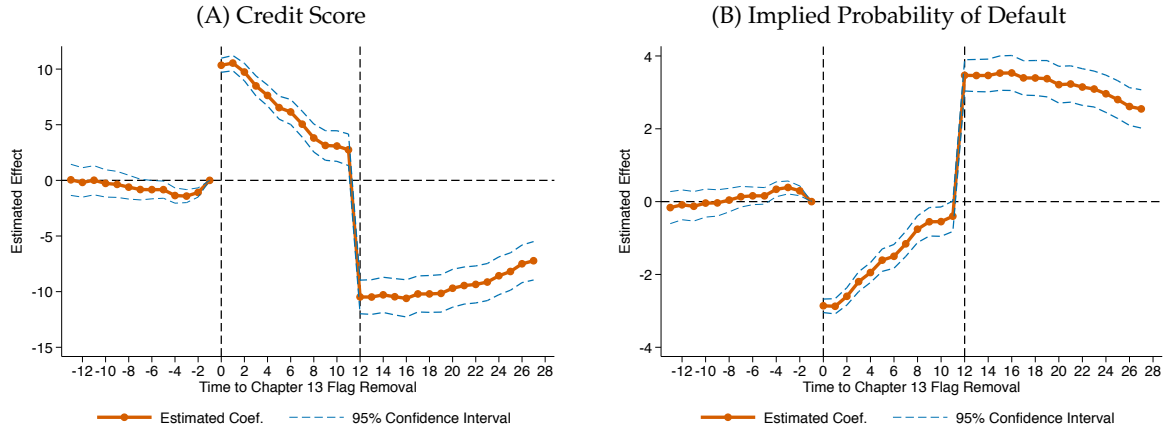 (A) Credit Score
10
5
0
-5
-10
-15
Estimated Effect
-12 -10 -8 -6 -4 -2 0 2 4 6 8 10 12 14 16 18 20 22 24 26 28
Time to Chapter 13 Flag Removal
Estimated Coef. 95% Confidence Interval
(B) Implied Probability of Default
4
2
0
-2
-4
Estimated Effect
-12 -10 -8 -6 -4 -2 0 2 4 6 8 10 12 14 16 18 20 22 24 26 28
Time to Chapter 13 Flag Removal
Estimated Coef. 95% Confidence Interval